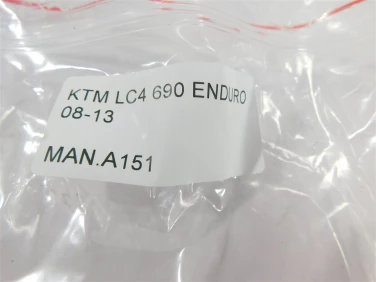 KTM LC4 690 ENDURO
08-13
MAN.A151